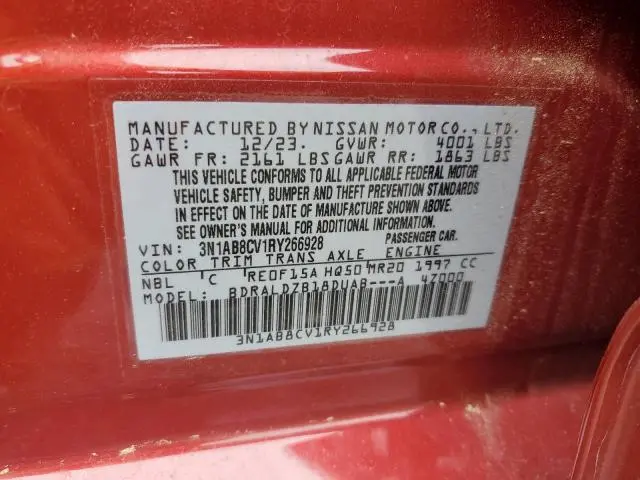 MANUFACTURED BY NISSAN MOTOR CO., LTD.
DATE: 12/23. GVWR: 4001 LBS
GAWR FR: 2161 LBS GAWR RR: 1863 LBS
THIS VEHICLE CONFORMS TO ALL APPLICABLE FEDERAL MOTOR
VEHICLE SAFETY, BUMPER AND THEFT PREVENTION STANDARDS
IN EFFECT ON THE DATE OF MANUFACTURE SHOWN ABOVE.
SEE OWNER'S MANUAL FOR ADDITIONAL INFORMATION.
VIN: 3N1AB8CV1RY266928 PASSENGER CAR.
COLOR TRIM TRANS AXLE ENGINE
NBL C RE0F15A HQ50 MR20 1997 CC
MODEL: BDRALDZB18DUAB---A 4Z000
3N1AB8CV1RY266928